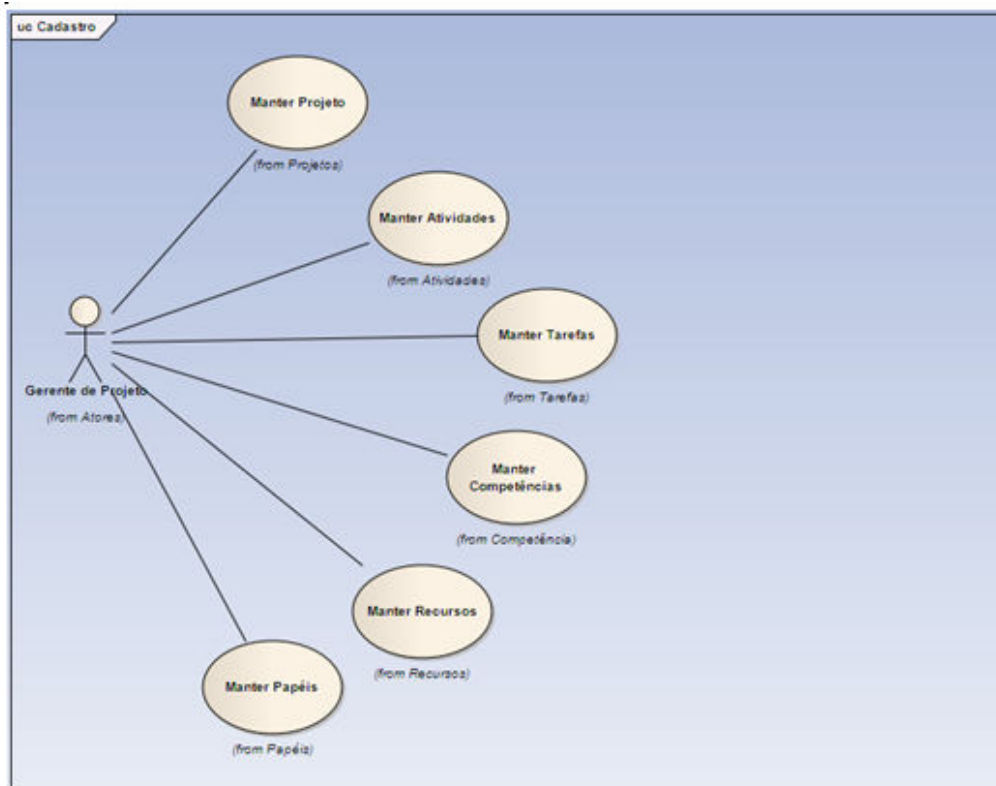 uc Cadastro
Manter Projeto
(from Projetos)
Manter Atividades
(from Atividades)
Manter Tarefas
(from Tarefas)
Gerente de Projeto
(from Atores)
Manter
Competências
(from Competência)
Manter Recursos
(from Recursos)
Manter Papéis
(from Papéis)